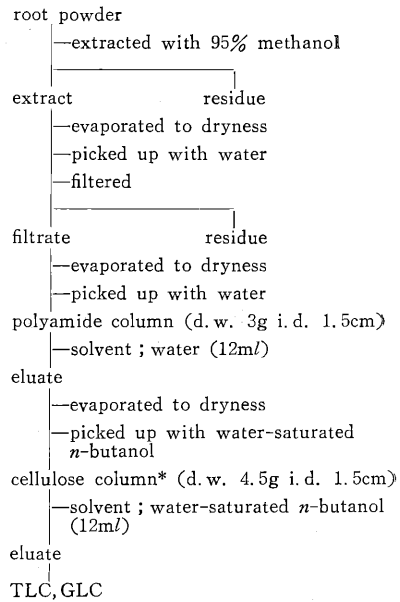 root powder
extracted with 95% methanol
extract residue
evaporated to dryness
picked up with water
filtered
filtrate residue
evaporated to dryness
picked up with water
polyamide column (d. w. 3g i. d. 1. 5cm)
solvent ; water (12ml)
eluate
evaporated to dryness
picked up with water-saturated
n-butanol
cellulose column* (d. w. 4. 5g i. d. 1. 5cm)
solvent ; water-saturated n-butanol
(12ml)
eluate
TLC, GLC